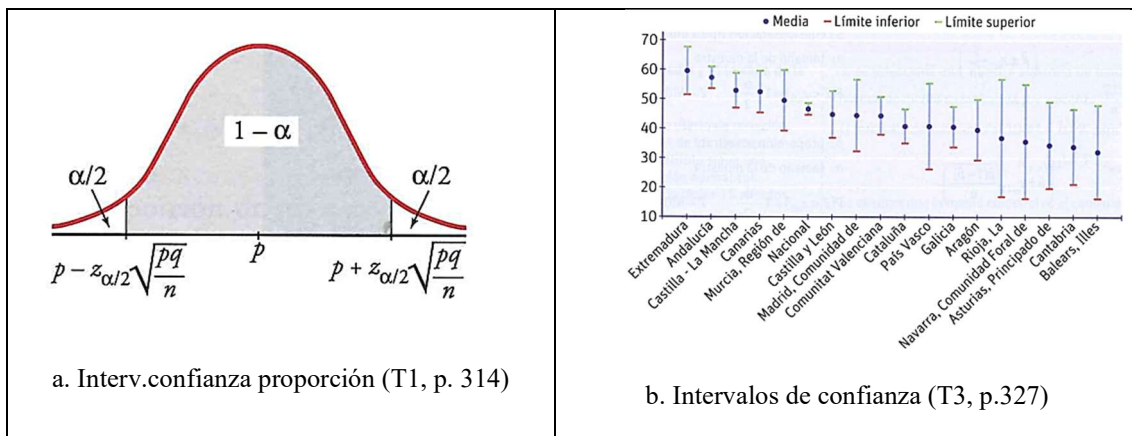 1 – α
α/2
α/2
p – z_{α/2} √(pq/n)
p
p + z_{α/2} √(pq/n)
a. Interv.confianza proporción (T1, p. 314)
Media Límite inferior Límite superior
70
60
50
40
30
20
10
Extremadura
Andalucía
Castilla - La Mancha
Canarias
Murcia, Región de
Nacional
Castilla y León
Madrid, Comunidad de
Comunitat Valenciana
Cataluña
País Vasco
Galicia
Aragón
Rioja, La
Navarra, Comunidad Foral de
Asturias, Principado de
Cantabria
Balears, Illes
b. Intervalos de confianza (T3, p.327)